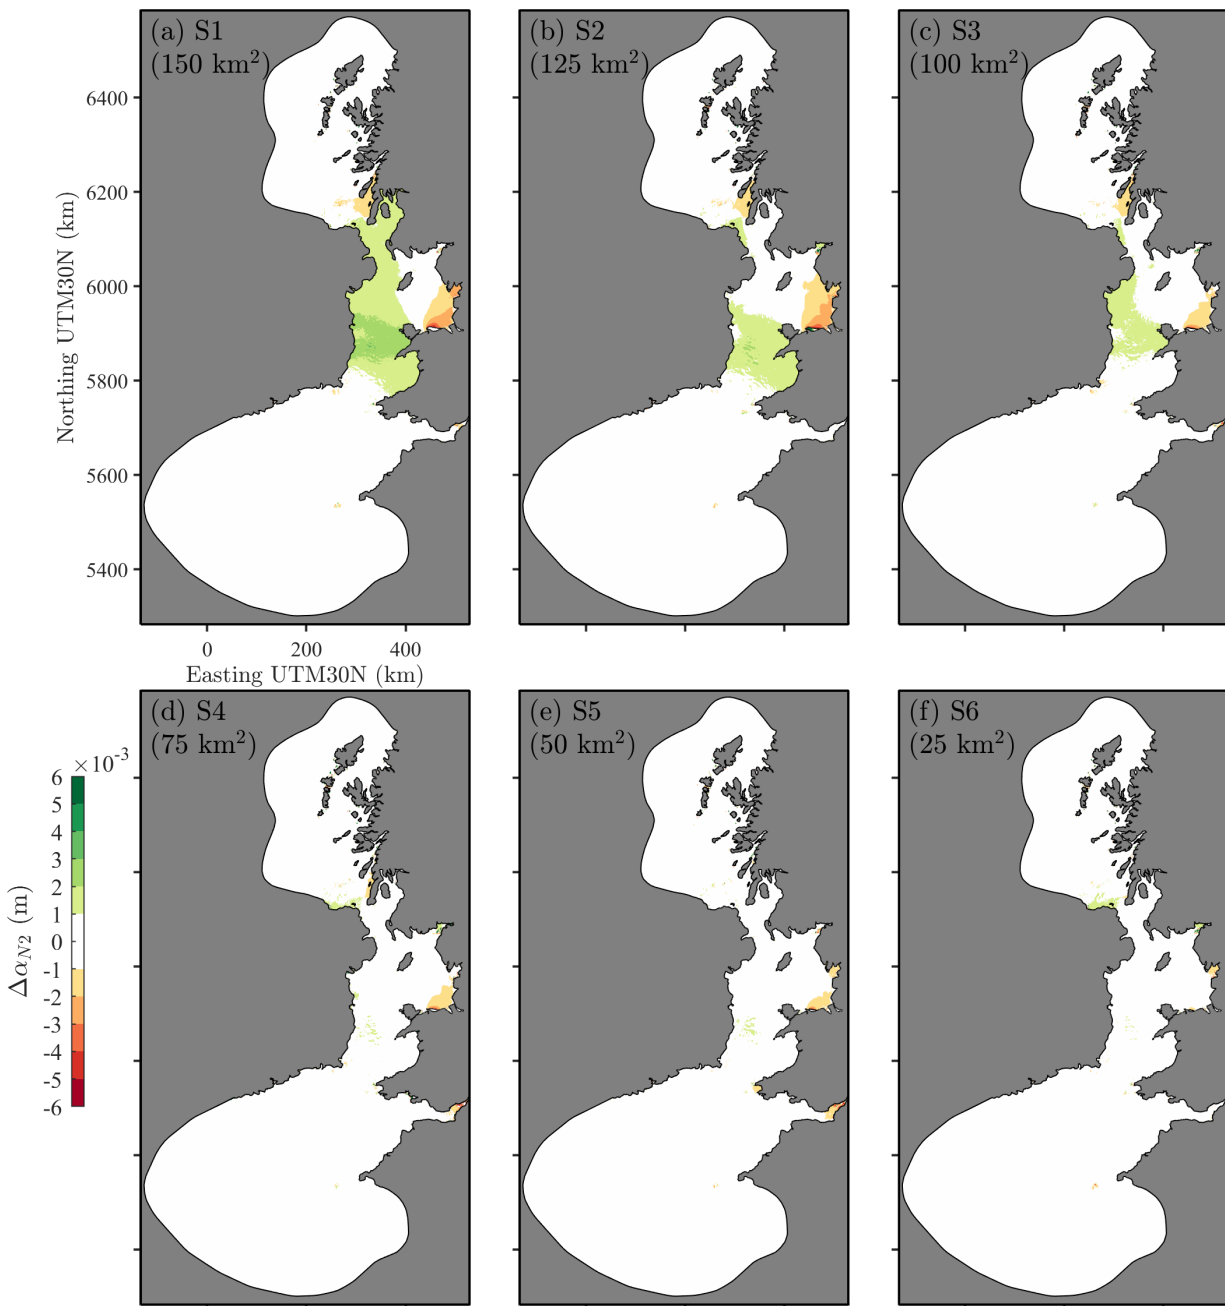 (a) S1
(150 km²)
(b) S2
(125 km²)
(c) S3
(100 km²)
6400
6200
6000
5800
5600
5400
Northing UTM30N (km)
0 200 400
Easting UTM30N (km)
(d) S4
(75 km²)
(e) S5
(50 km²)
(f) S6
(25 km²)
×10⁻³
6
5
4
3
2
1
0
-1
-2
-3
-4
-5
-6
Δα_N2 (m)